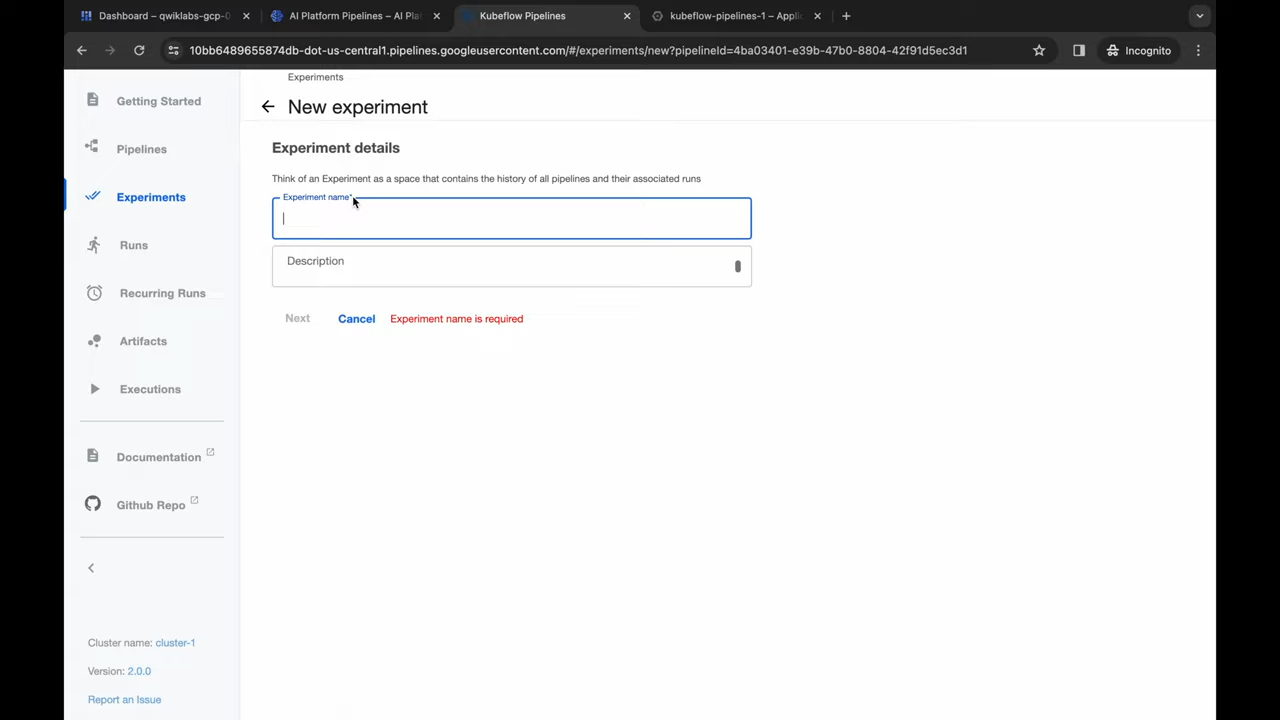 Dashboard – qwiklabs-gcp-0
AI Platform Pipelines – AI Pla
Kubeflow Pipelines
kubeflow-pipelines-1 – Applic
10bb6489655874db-dot-us-central1.pipelines.googleusercontent.com/#/experiments/new?pipelineId=4ba03401-e39b-47b0-8804-42f91d5ec3d1
Incognito
Getting Started
Pipelines
Experiments
Runs
Recurring Runs
Artifacts
Executions
Documentation
Github Repo
Cluster name: cluster-1
Version: 2.0.0
Report an Issue
Experiments
New experiment
Experiment details
Think of an Experiment as a space that contains the history of all pipelines and their associated runs
Experiment name*
Description
Next
Cancel
Experiment name is required